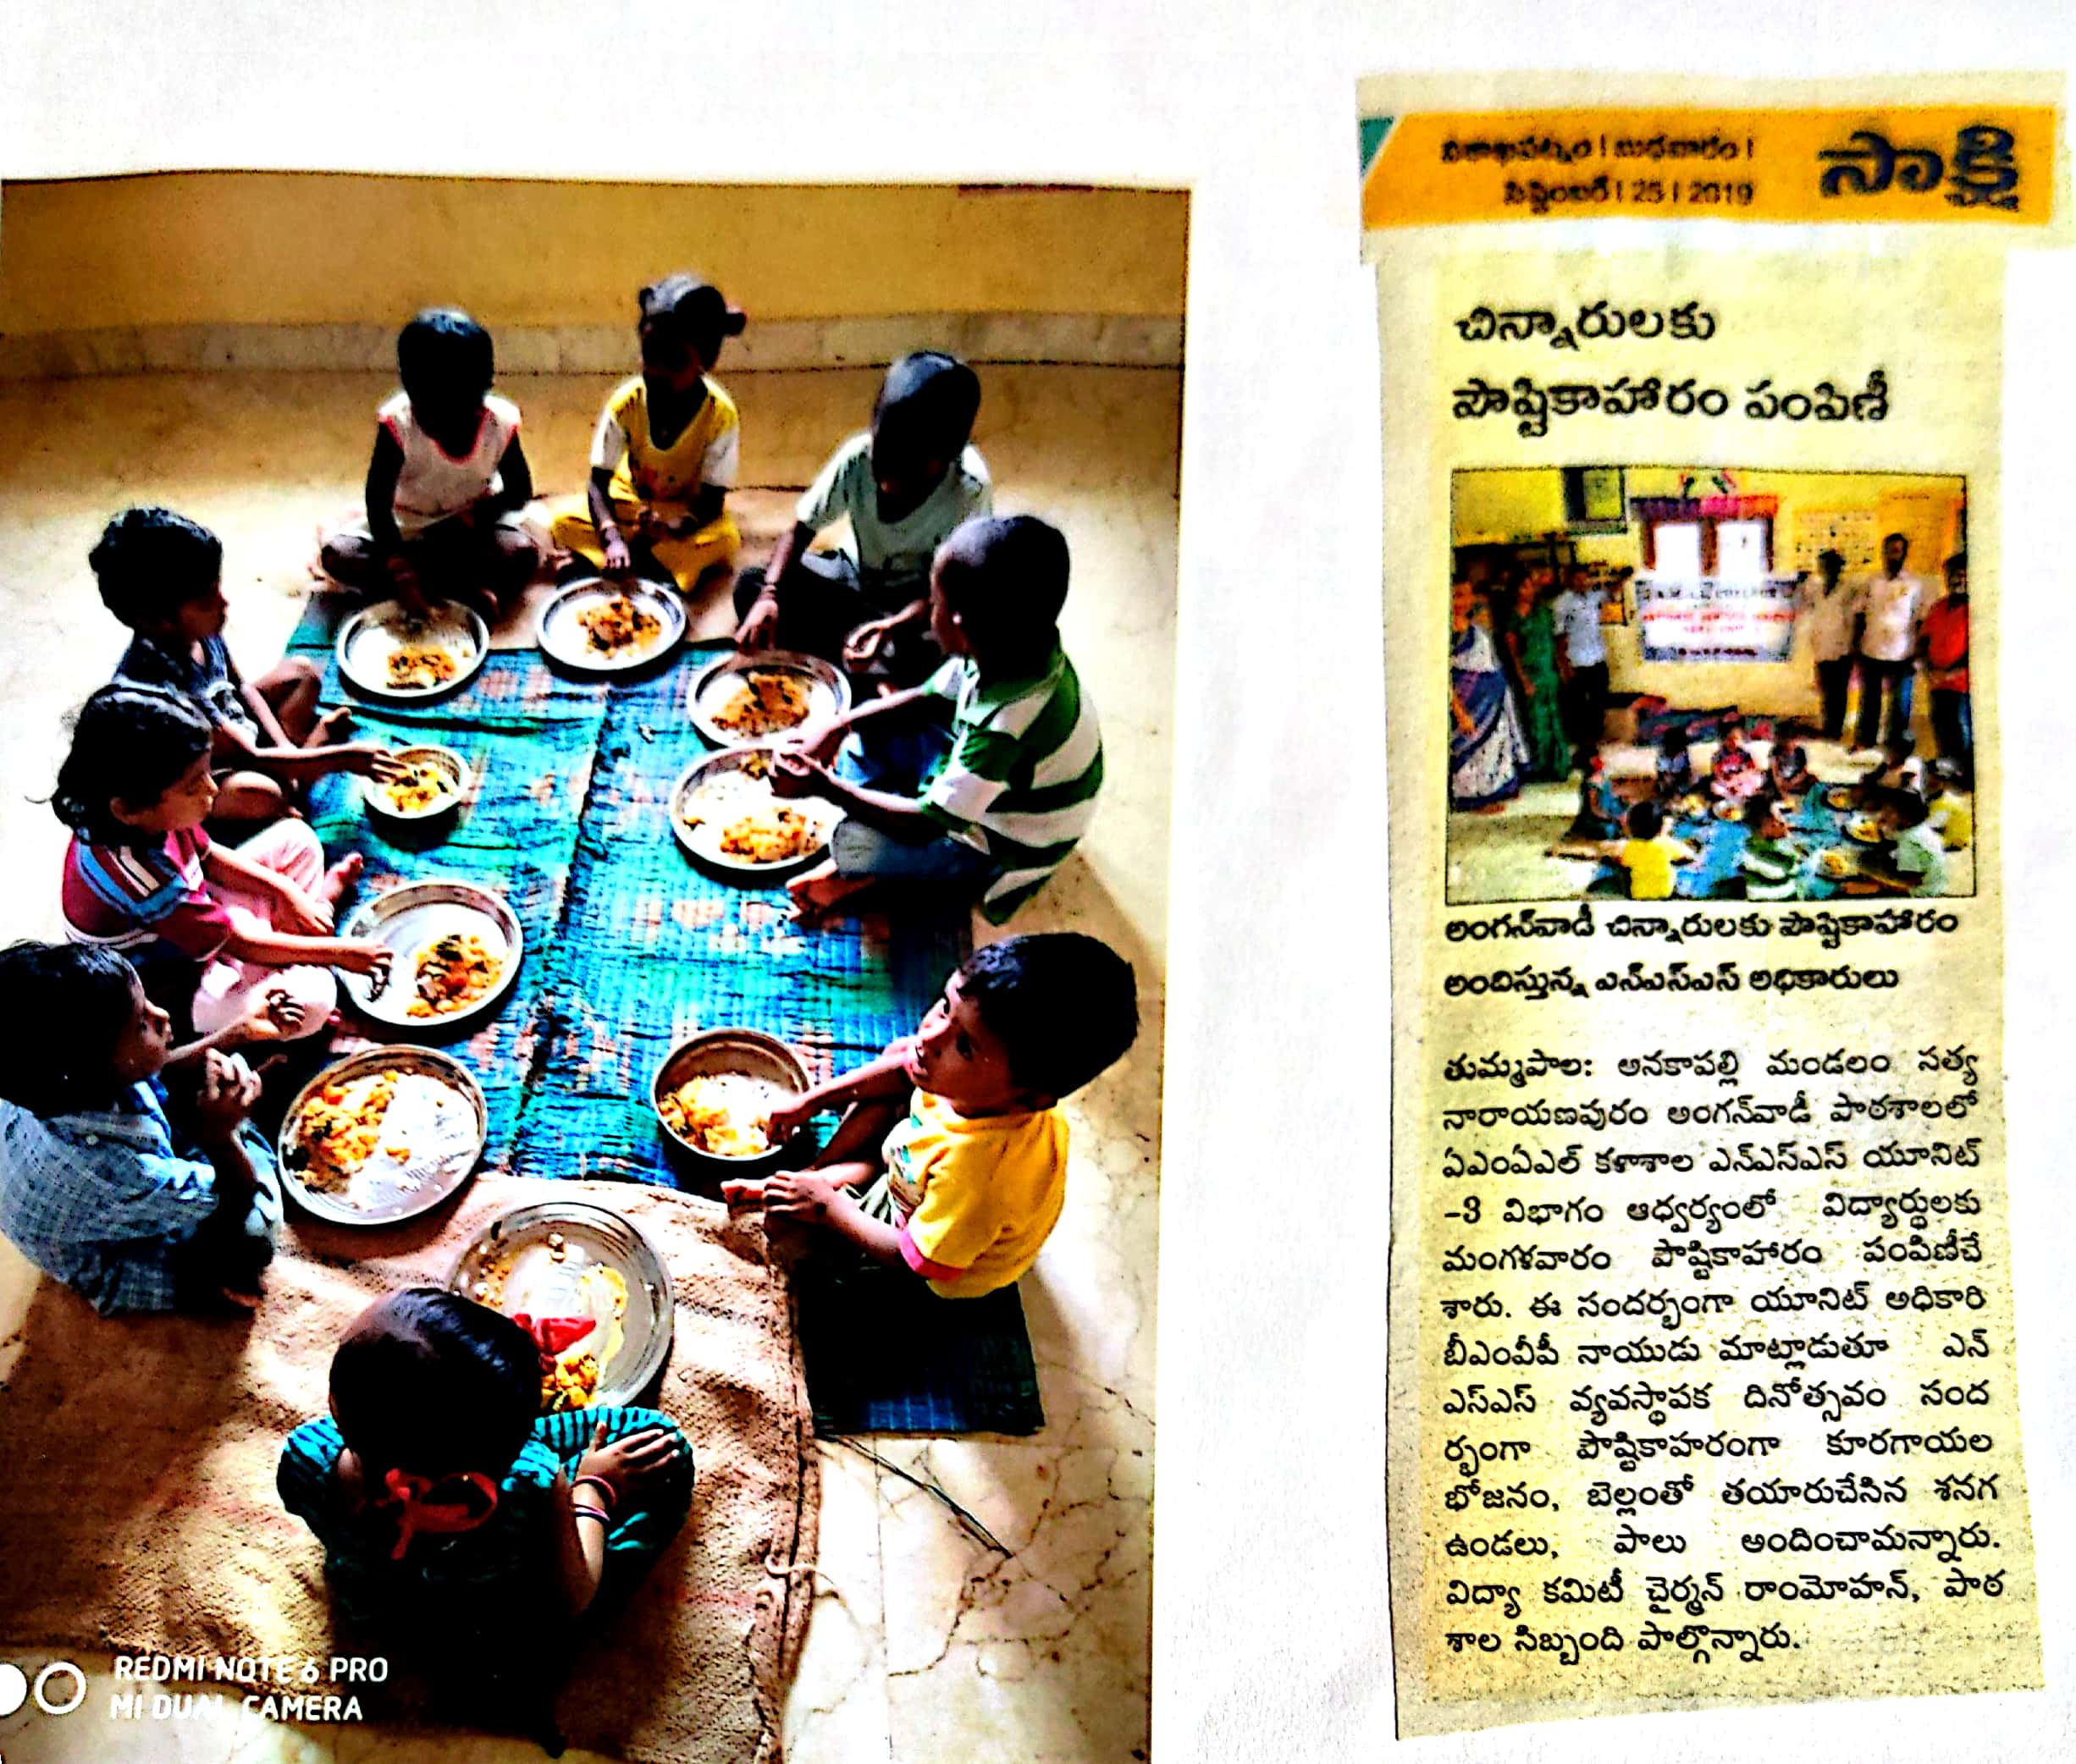 విశాఖపట్నం | బుధవారం |
సెప్టెంబర్ | 25 | 2019
సాక్షి
చిన్నారులకు
పౌష్టికాహారం పంపిణీ
అంగన్‌వాడీ చిన్నారులకు పౌష్టికాహారం
అందిస్తున్న ఎన్‌ఎస్‌ఎస్ అధికారులు
తుమ్మపాల: అనకాపల్లి మండలం సత్య
నారాయణపురం అంగన్‌వాడీ పాఠశాలలో
ఏఎంఏఎల్ కళాశాల ఎన్‌ఎస్‌ఎస్ యూనిట్
-3 విభాగం ఆధ్వర్యంలో విద్యార్థులకు
మంగళవారం పౌష్టికాహారం పంపిణీచే
శారు. ఈ సందర్భంగా యూనిట్ అధికారి
బీఎంవీపీ నాయుడు మాట్లాడుతూ ఎన్
ఎస్‌ఎస్ వ్యవస్థాపక దినోత్సవం సంద
ర్భంగా పౌష్టికాహరంగా కూరగాయల
భోజనం, బెల్లంతో తయారుచేసిన శనగ
ఉండలు, పాలు అందించామన్నారు.
విద్యా కమిటీ చైర్మన్ రాంమోహన్, పాఠ
శాల సిబ్బంది పాల్గొన్నారు.
REDMI NOTE 6 PRO
MI DUAL CAMERA